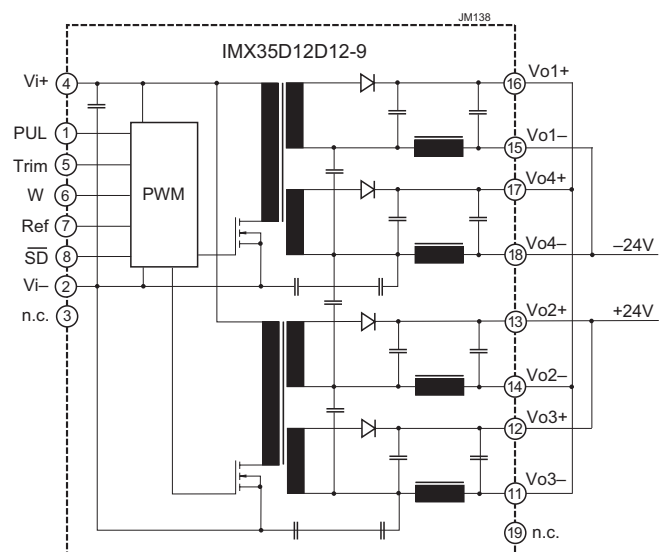 JM138
IMX35D12D12-9
Vi+ 4
PUL 1
Trim 5
W 6
Ref 7
SD 8
Vi– 2
n.c. 3
PWM
16 Vo1+
15 Vo1–
17 Vo4+
18 Vo4–
–24V
13 Vo2+
+24V
14 Vo2–
12 Vo3+
11 Vo3–
19 n.c.